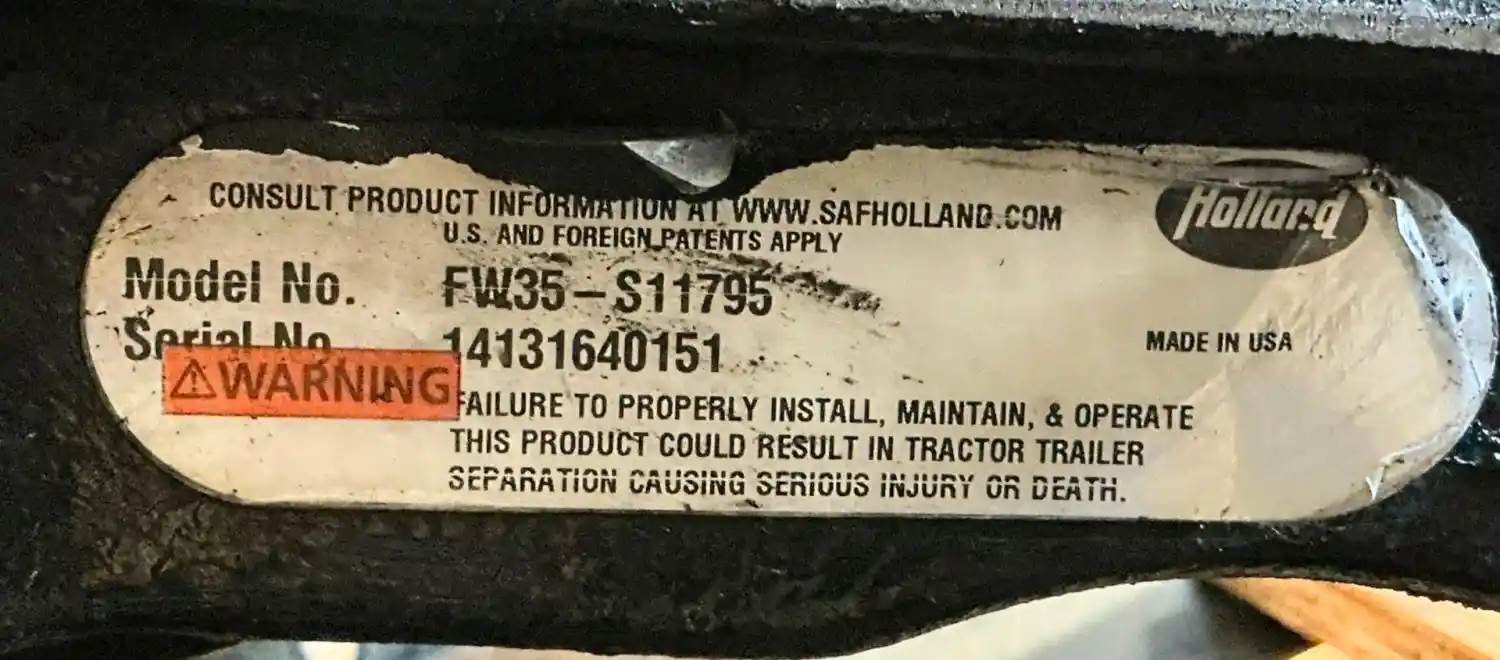 CONSULT PRODUCT INFORMATION AT WWW.SAFHOLLAND.COM
Holland
U.S. AND FOREIGN PATENTS APPLY
Model No. FW35-S11795
Serial No. 14131640151
MADE IN USA
⚠WARNING
FAILURE TO PROPERLY INSTALL, MAINTAIN, & OPERATE
THIS PRODUCT COULD RESULT IN TRACTOR TRAILER
SEPARATION CAUSING SERIOUS INJURY OR DEATH.